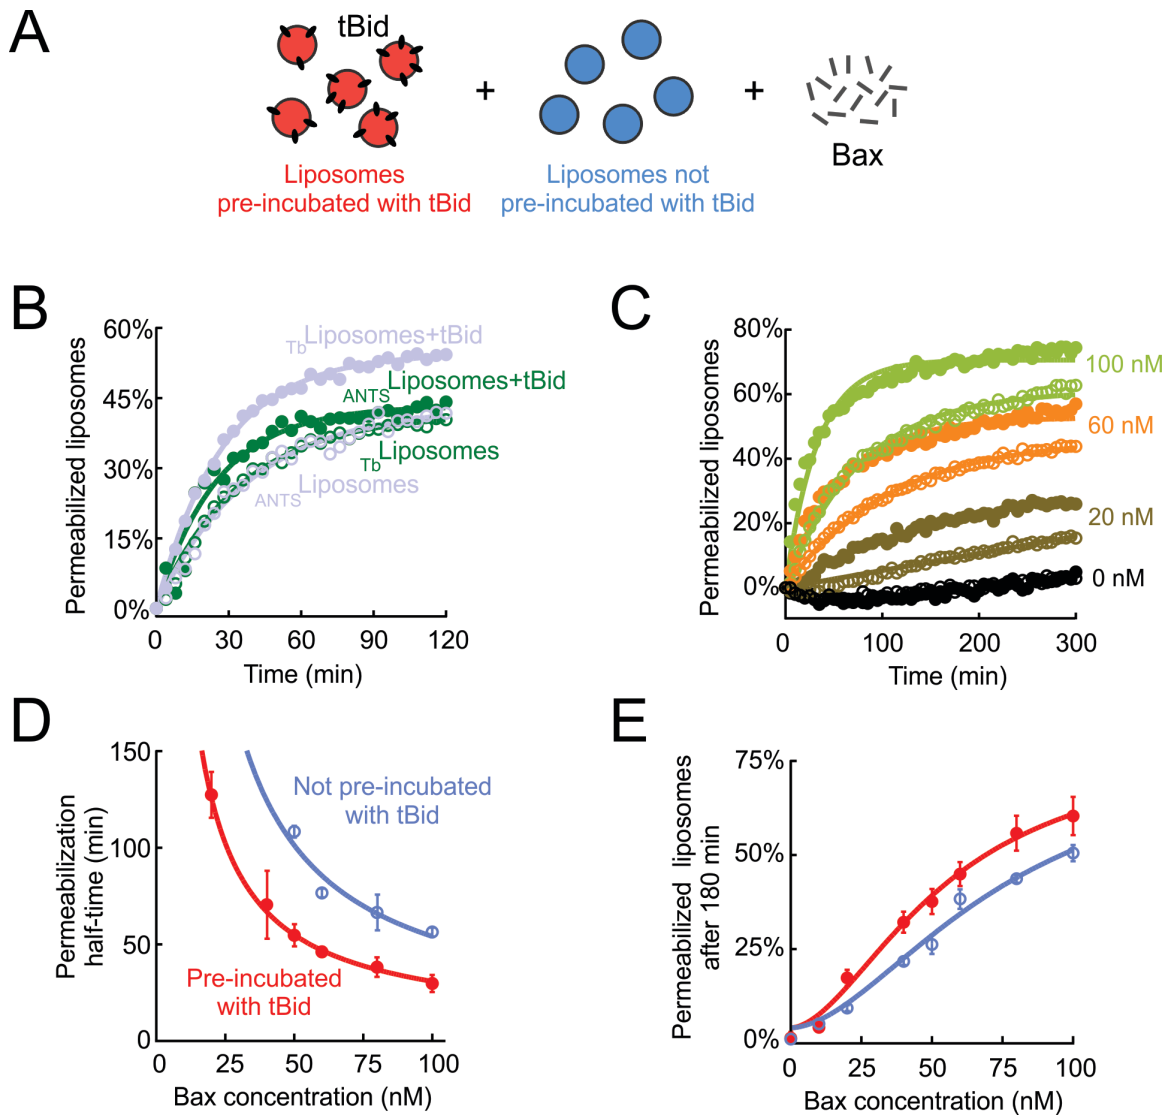 A
tBid
+
+
Bax
Liposomes
pre-incubated with tBid
Liposomes not
pre-incubated with tBid
B
Permeabilized liposomes
60%
45%
30%
15%
0%
TbLiposomes+tBid
ANTSLiposomes+tBid
TbLiposomes
ANTSLiposomes
0
30
60
90
120
Time (min)
C
Permeabilized liposomes
80%
60%
40%
20%
0%
100 nM
60 nM
20 nM
0 nM
0
100
200
300
Time (min)
D
Permeabilization
half-time (min)
150
100
50
0
Not pre-incubated
with tBid
Pre-incubated
with tBid
0
25
50
75
100
Bax concentration (nM)
E
Permeabilized liposomes
after 180 min
75%
50%
25%
0%
0
25
50
75
100
Bax concentration (nM)